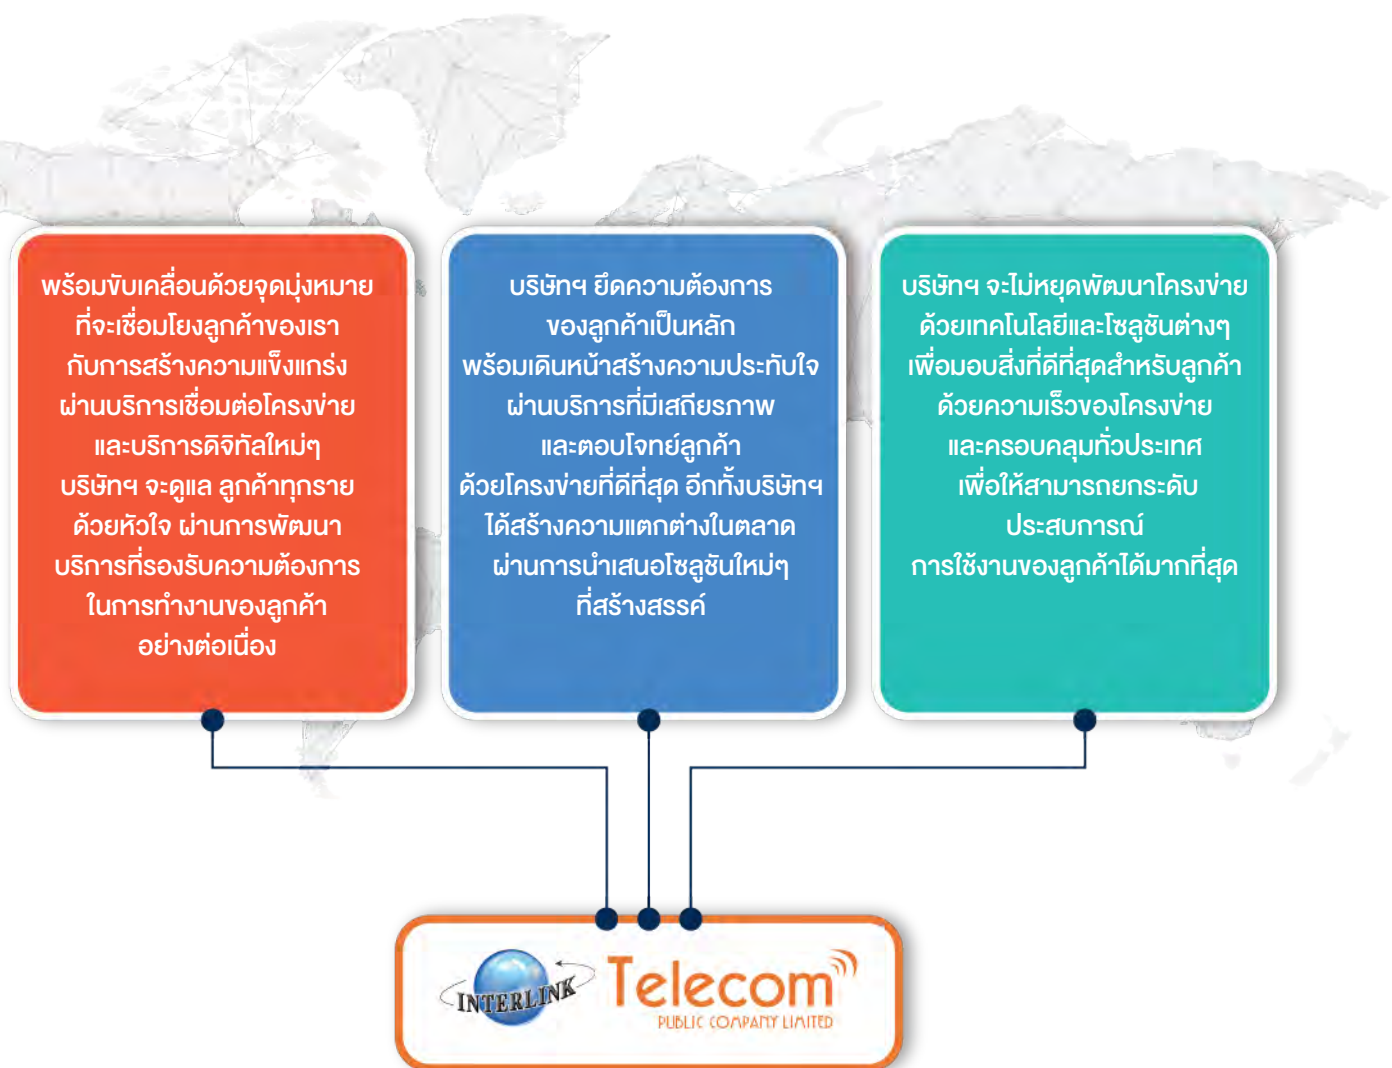 พร้อมขับเคลื่อนด้วยจุดมุ่งหมาย
ที่จะเชื่อมโยงลูกค้าของเรา
กับการสร้างความแข็งแกร่ง
ผ่านบริการเชื่อมต่อโครงข่าย
และบริการดิจิทัลใหม่ๆ
บริษัทฯ จะดูแล ลูกค้าทุกราย
ด้วยหัวใจ ผ่านการพัฒนา
บริการที่รองรับความต้องการ
ในการทำงานของลูกค้า
อย่างต่อเนื่อง
บริษัทฯ ยึดความต้องการ
ของลูกค้าเป็นหลัก
พร้อมเดินหน้าสร้างความประทับใจ
ผ่านบริการที่มีเสถียรภาพ
และตอบโจทย์ลูกค้า
ด้วยโครงข่ายที่ดีที่สุด อีกทั้งบริษัทฯ
ได้สร้างความแตกต่างในตลาด
ผ่านการนำเสนอโซลูชันใหม่ๆ
ที่สร้างสรรค์
บริษัทฯ จะไม่หยุดพัฒนาโครงข่าย
ด้วยเทคโนโลยีและโซลูชันต่างๆ
เพื่อมอบสิ่งที่ดีที่สุดสำหรับลูกค้า
ด้วยความเร็วของโครงข่าย
และครอบคลุมทั่วประเทศ
เพื่อให้สามารถยกระดับ
ประสบการณ์
การใช้งานของลูกค้าได้มากที่สุด
INTERLINK Telecom
PUBLIC COMPANY LIMITED